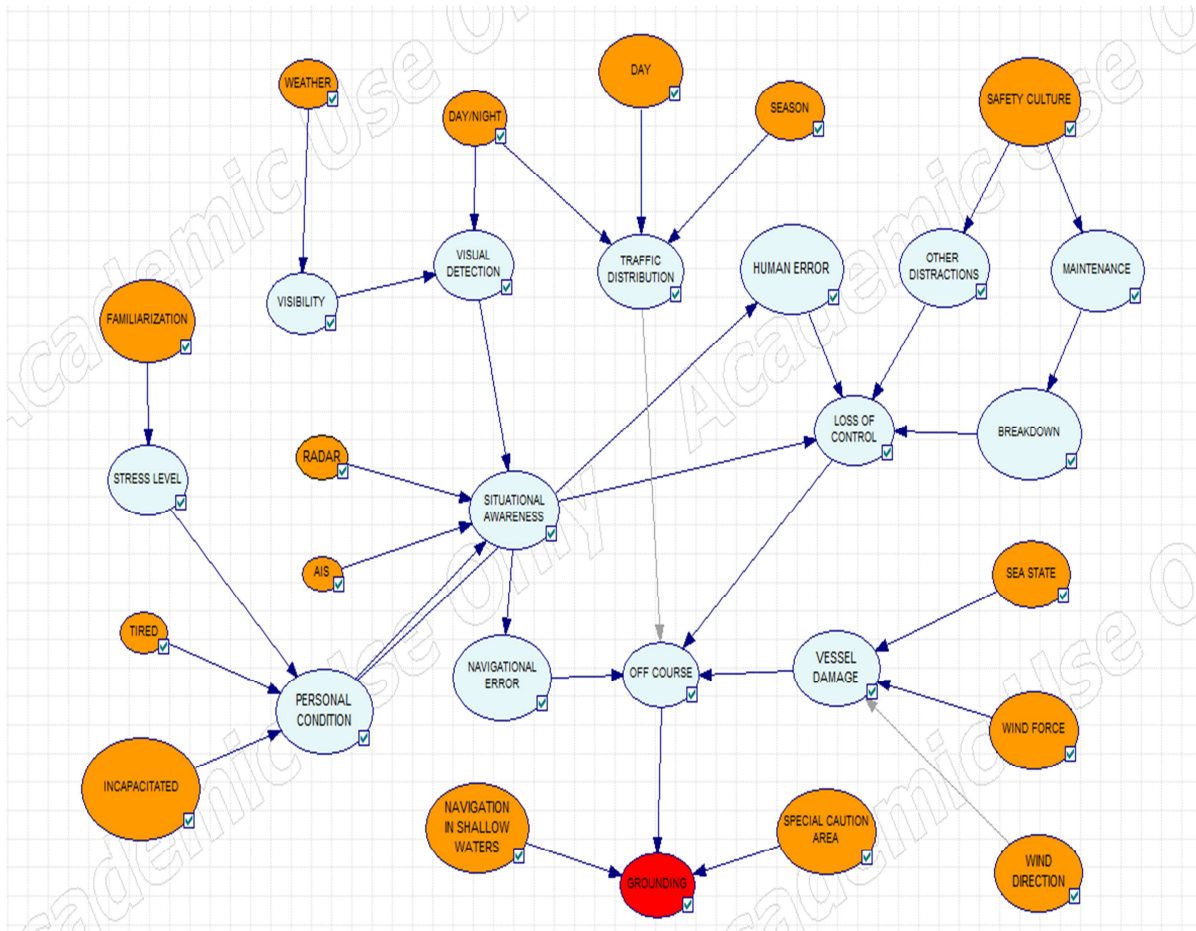 Academic Use Only
WEATHER
DAY/NIGHT
DAY
SEASON
SAFETY CULTURE
VISUAL
DETECTION
VISIBILITY
TRAFFIC
DISTRIBUTION
HUMAN ERROR
OTHER
DISTRACTIONS
MAINTENANCE
FAMILIARIZATION
STRESS LEVEL
RADAR
AIS
SITUATIONAL
AWARENESS
LOSS OF
CONTROL
BREAKDOWN
SEA STATE
TIRED
PERSONAL
CONDITION
NAVIGATIONAL
ERROR
OFF COURSE
VESSEL
DAMAGE
WIND FORCE
INCAPACITATED
NAVIGATION
IN SHALLOW
WATERS
SPECIAL CAUTION
AREA
GROUNDING
WIND
DIRECTION